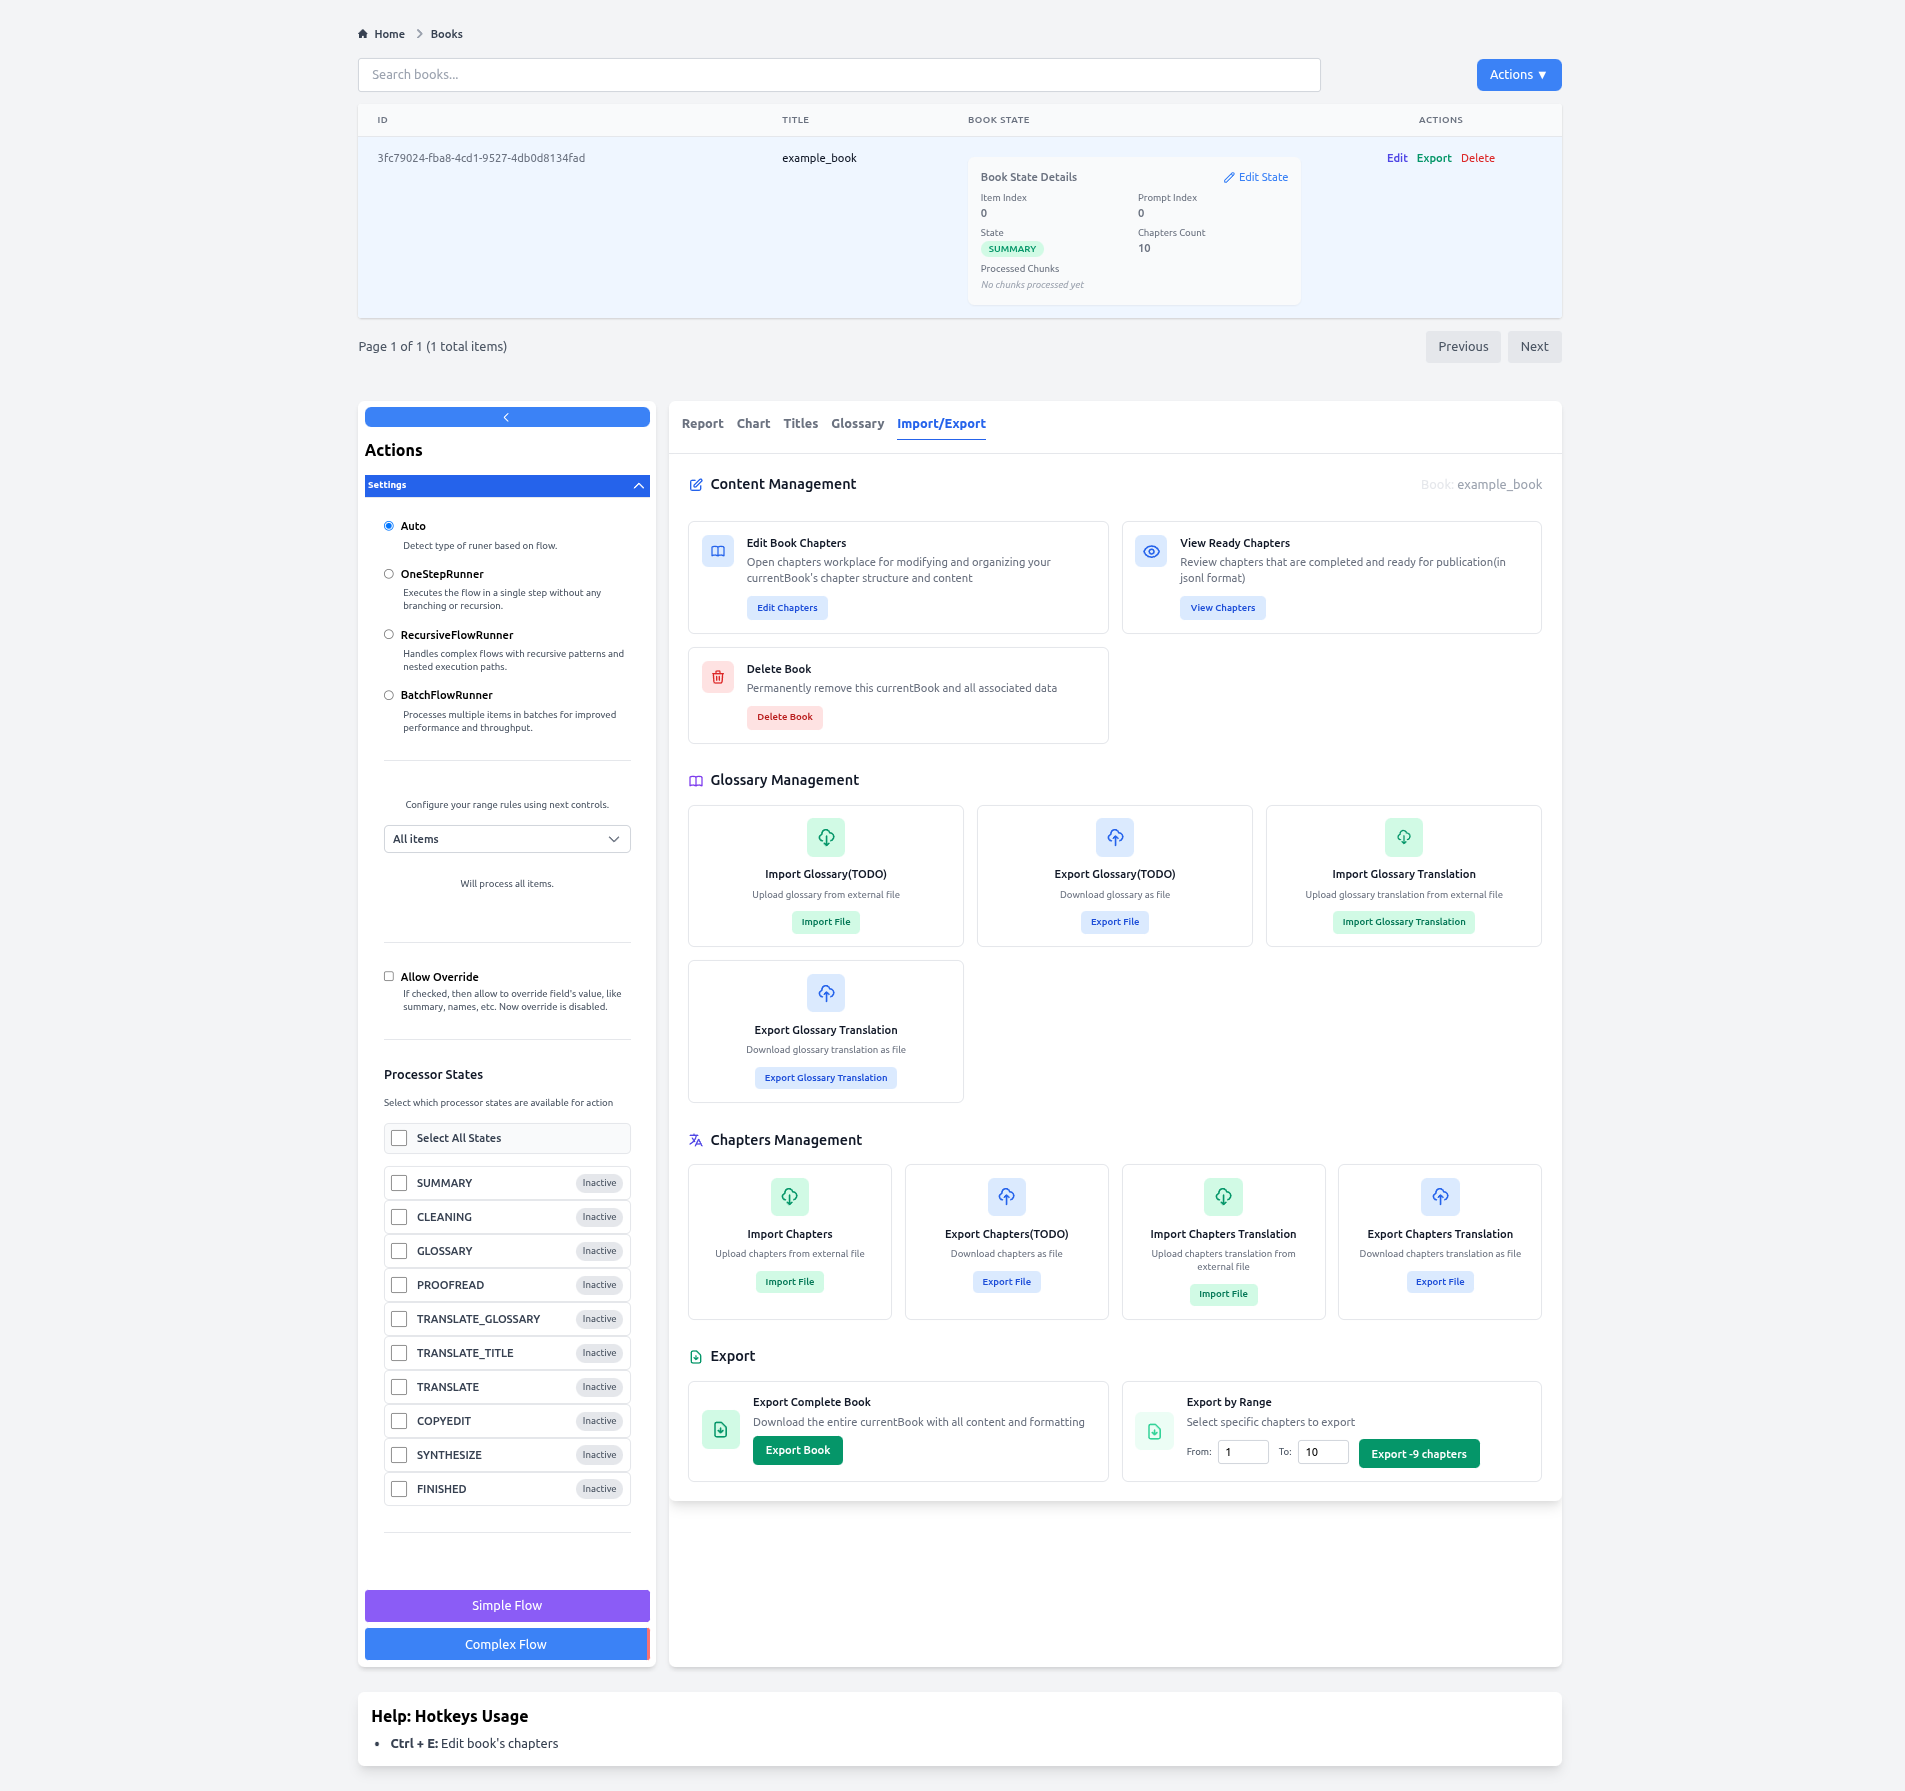 Home > Books
Search books...
Actions ▼
ID TITLE BOOK STATE ACTIONS
3fc79024-fba8-4cd1-9527-4db0d8134fad example_book Edit Export Delete
Book State Details Edit State
Item Index Prompt Index
0 0
State Chapters Count
SUMMARY 10
Processed Chunks
No chunks processed yet
Page 1 of 1 (1 total items) Previous Next
Actions
Settings
Auto
Detect type of runer based on flow.
OneStepRunner
Executes the flow in a single step without any
branching or recursion.
RecursiveFlowRunner
Handles complex flows with recursive patterns and
nested execution paths.
BatchFlowRunner
Processes multiple items in batches for improved
performance and throughput.
Configure your range rules using next controls.
All items
Will process all items.
Allow Override
If checked, then allow to override field's value, like
summary, names, etc. Now override is disabled.
Processor States
Select which processor states are available for action
Select All States
SUMMARY Inactive
CLEANING Inactive
GLOSSARY Inactive
PROOFREAD Inactive
TRANSLATE_GLOSSARY Inactive
TRANSLATE_TITLE Inactive
TRANSLATE Inactive
COPYEDIT Inactive
SYNTHESIZE Inactive
FINISHED Inactive
Simple Flow
Complex Flow
Report Chart Titles Glossary Import/Export
Content Management Book: example_book
Edit Book Chapters
Open chapters workplace for modifying and organizing your
currentBook's chapter structure and content
Edit Chapters
View Ready Chapters
Review chapters that are completed and ready for publication(in
jsonl format)
View Chapters
Delete Book
Permanently remove this currentBook and all associated data
Delete Book
Glossary Management
Import Glossary(TODO)
Upload glossary from external file
Import File
Export Glossary(TODO)
Download glossary as file
Export File
Import Glossary Translation
Upload glossary translation from external file
Import Glossary Translation
Export Glossary Translation
Download glossary translation as file
Export Glossary Translation
Chapters Management
Import Chapters
Upload chapters from external file
Import File
Export Chapters(TODO)
Download chapters as file
Export File
Import Chapters Translation
Upload chapters translation from
external file
Import File
Export Chapters Translation
Download chapters translation as file
Export File
Export
Export Complete Book
Download the entire currentBook with all content and formatting
Export Book
Export by Range
Select specific chapters to export
From: 1 To: 10 Export -9 chapters
Help: Hotkeys Usage
• Ctrl + E: Edit book's chapters